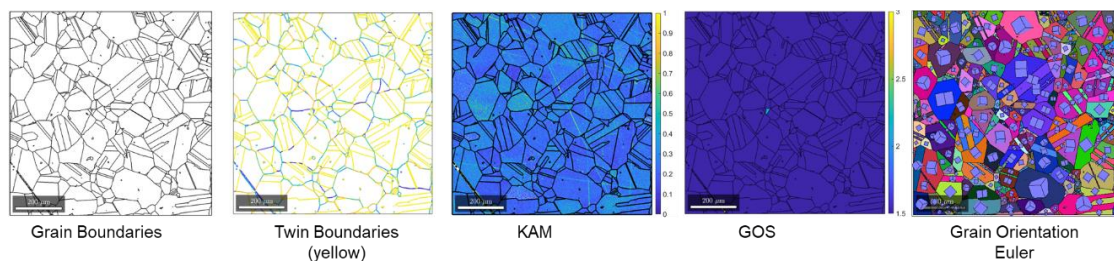 1
0.9
0.8
0.7
0.6
0.5
0.4
0.3
0.2
0.1
0
3
2.5
2
1.5
200 μm
200 μm
200 μm
200 μm
Grain Boundaries
Twin Boundaries
(yellow)
KAM
GOS
Grain Orientation
Euler